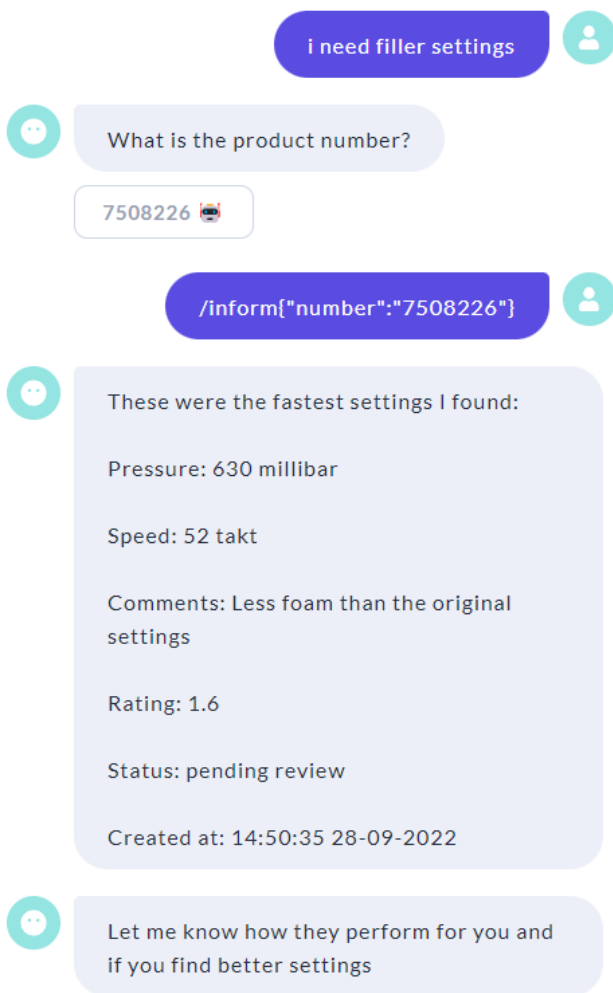 i need filler settings
What is the product number?
7508226 🤖
/inform{"number":"7508226"}
These were the fastest settings I found:
Pressure: 630 millibar
Speed: 52 takt
Comments: Less foam than the original
settings
Rating: 1.6
Status: pending review
Created at: 14:50:35 28-09-2022
Let me know how they perform for you and
if you find better settings